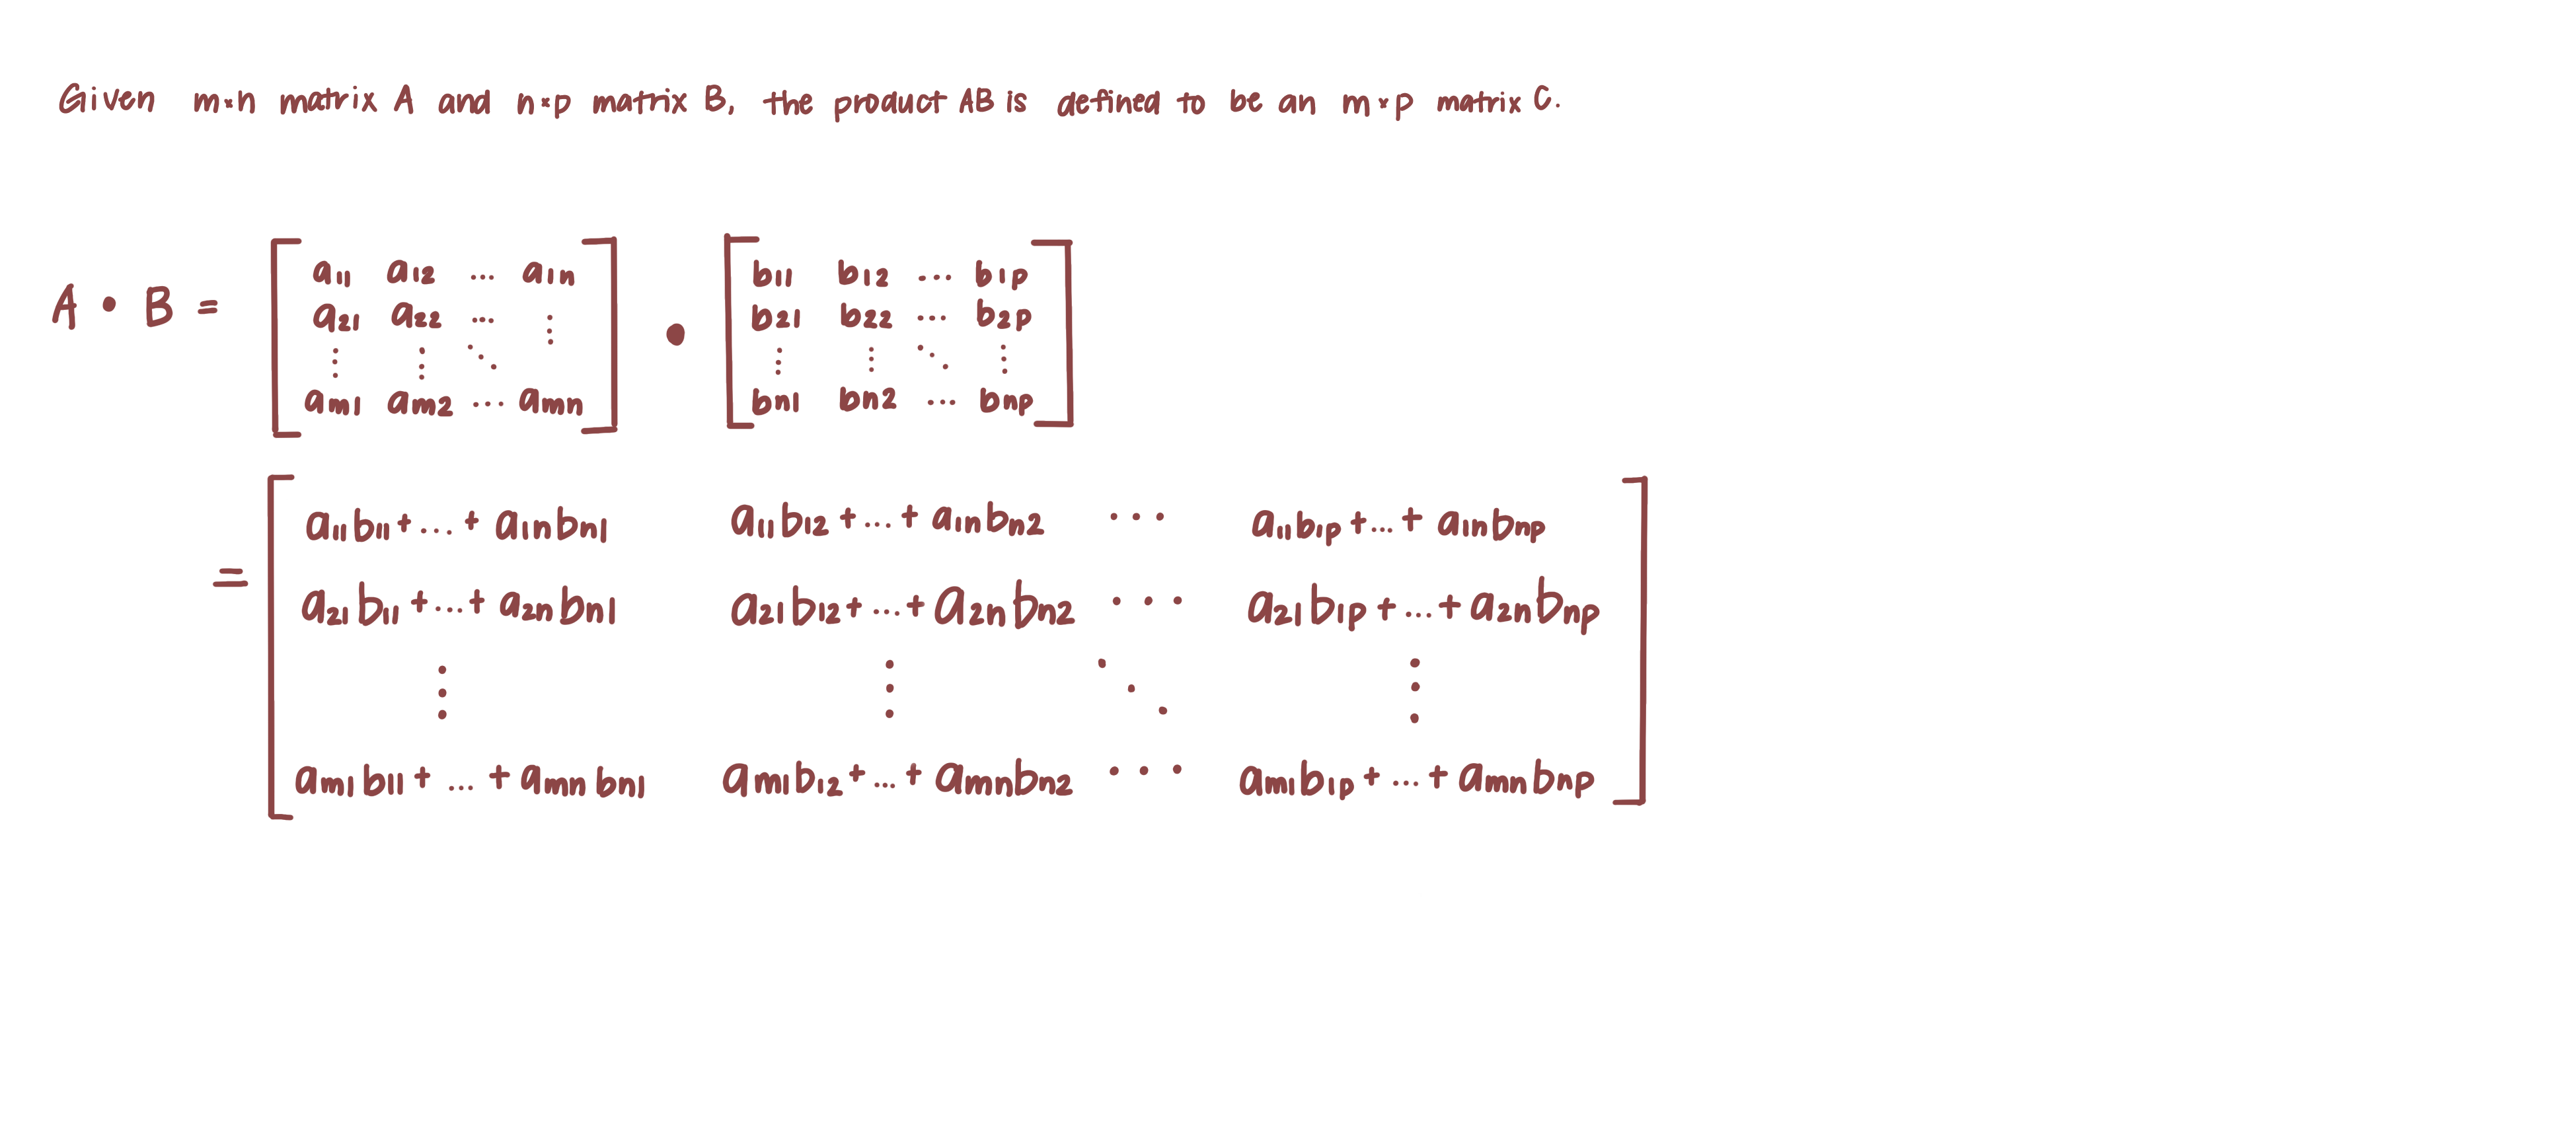 Given m×n matrix A and n×p matrix B, the product AB is defined to be an m×p matrix C.
A • B = [ a11 a12 ... a1n ] • [ b11 b12 ... b1p ]
a21 a22 ... ⋮ b21 b22 ... b2p
⋮ ⋮ ⋱ ⋮ ⋮ ⋱ ⋮
am1 am2 ... amn bn1 bn2 ... bnp
= [ a11b11 + ... + a1nbn1 a11b12 + ... + a1nbn2 ... a11b1p + ... + a1nbnp ]
a21b11 + ... + a2nbn1 a21b12 + ... + a2nbn2 ... a21b1p + ... + a2nbnp
⋮ ⋮ ⋱ ⋮
am1b11 + ... + amnbn1 am1b12 + ... + amnbn2 ... am1b1p + ... + amnbnp